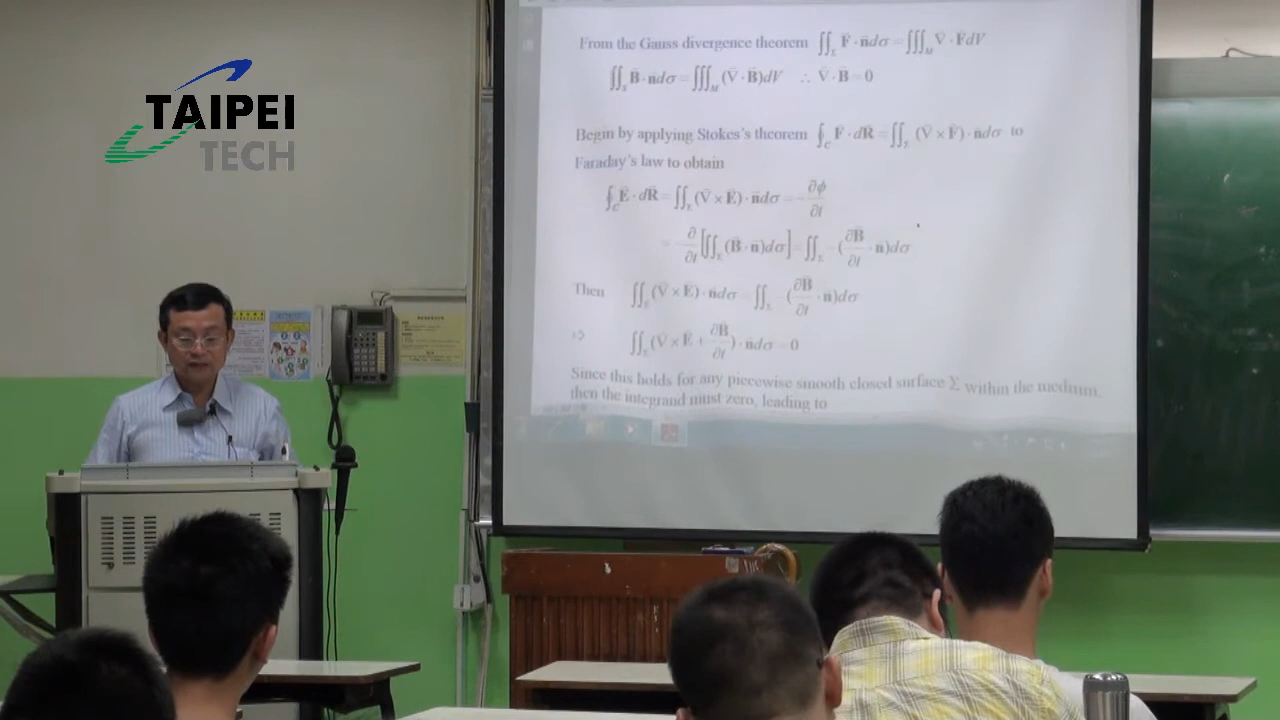 TAIPEI
TECH
From the Gauss divergence theorem ∬_Σ F⃗ · n⃗dσ = ∭_M ∇⃗ · F⃗dV
∬_Σ B⃗ · n⃗dσ = ∭_M (∇⃗ · B⃗)dV ∴ ∇⃗ · B⃗ = 0
Begin by applying Stokes's theorem ∮_C F⃗ · dR⃗ = ∬_Σ (∇⃗ × F⃗) · n⃗dσ to
Faraday's law to obtain
∮_C E⃗ · dR⃗ = ∬_Σ (∇⃗ × E⃗) · n⃗dσ = −∂ϕ/∂t
= −∂/∂t [∬_Σ (B⃗ · n⃗)dσ] = ∬_Σ −(∂B⃗/∂t · n⃗)dσ
Then ∬_Σ (∇⃗ × E⃗) · n⃗dσ = ∬_Σ −(∂B⃗/∂t · n⃗)dσ
⇒ ∬_Σ (∇⃗ × E⃗ + ∂B⃗/∂t) · n⃗dσ = 0
Since this holds for any piecewise smooth closed surface Σ within the medium,
then the integrand must zero, leading to